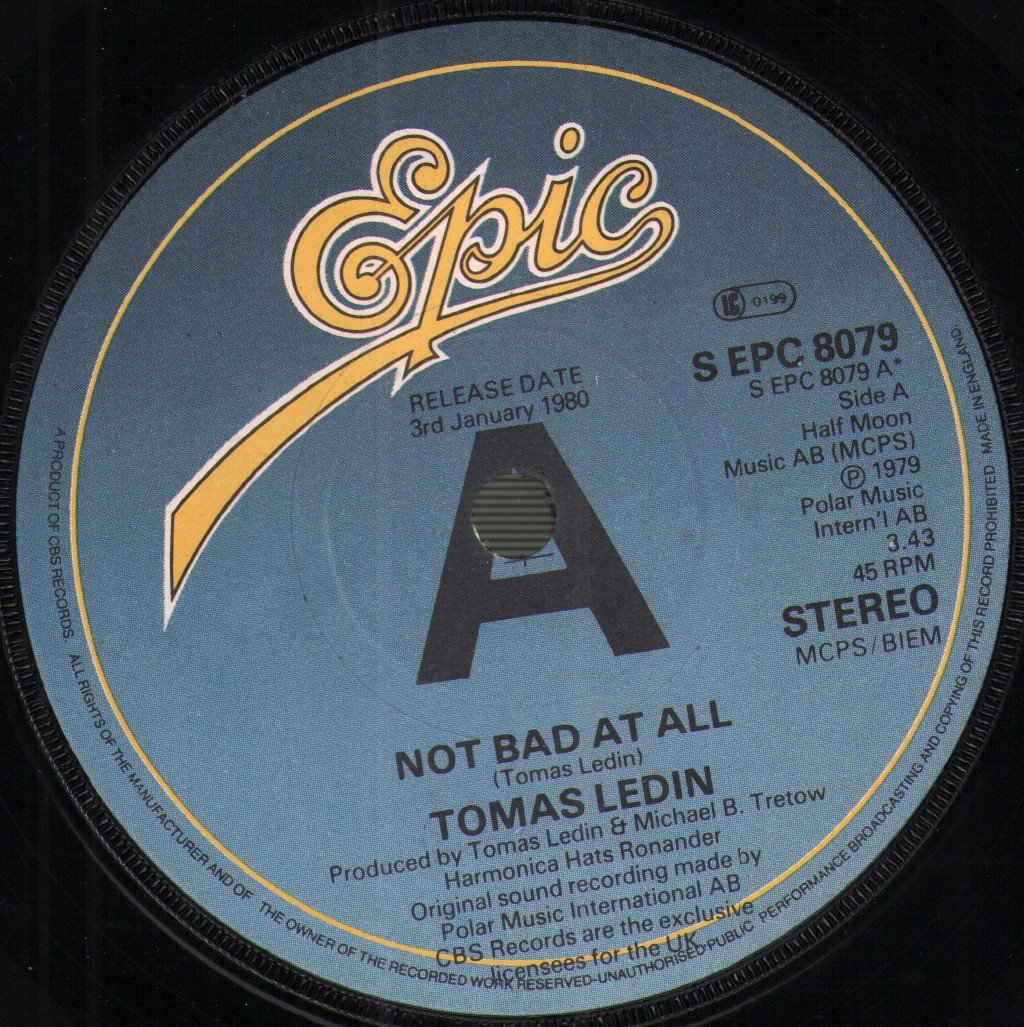 Epic
LC 0199
RELEASE DATE
3rd January 1980
A
S EPC 8079
S EPC 8079 A*
Side A
Half Moon
Music AB (MCPS)
℗ 1979
Polar Music
Intern'l AB
3.43
45 RPM
STEREO
MCPS/BIEM
NOT BAD AT ALL
(Tomas Ledin)
TOMAS LEDIN
Produced by Tomas Ledin & Michael B. Tretow
Harmonica Hats Ronander
Original sound recording made by
Polar Music International AB
CBS Records are the exclusive
licensees for the UK
A PRODUCT OF CBS RECORDS. ALL RIGHTS OF THE MANUFACTURER AND OF THE OWNER OF THE RECORDED WORK RESERVED-UNAUTHORISED PUBLIC PERFORMANCE BROADCASTING AND COPYING OF THIS RECORD PROHIBITED MADE IN ENGLAND